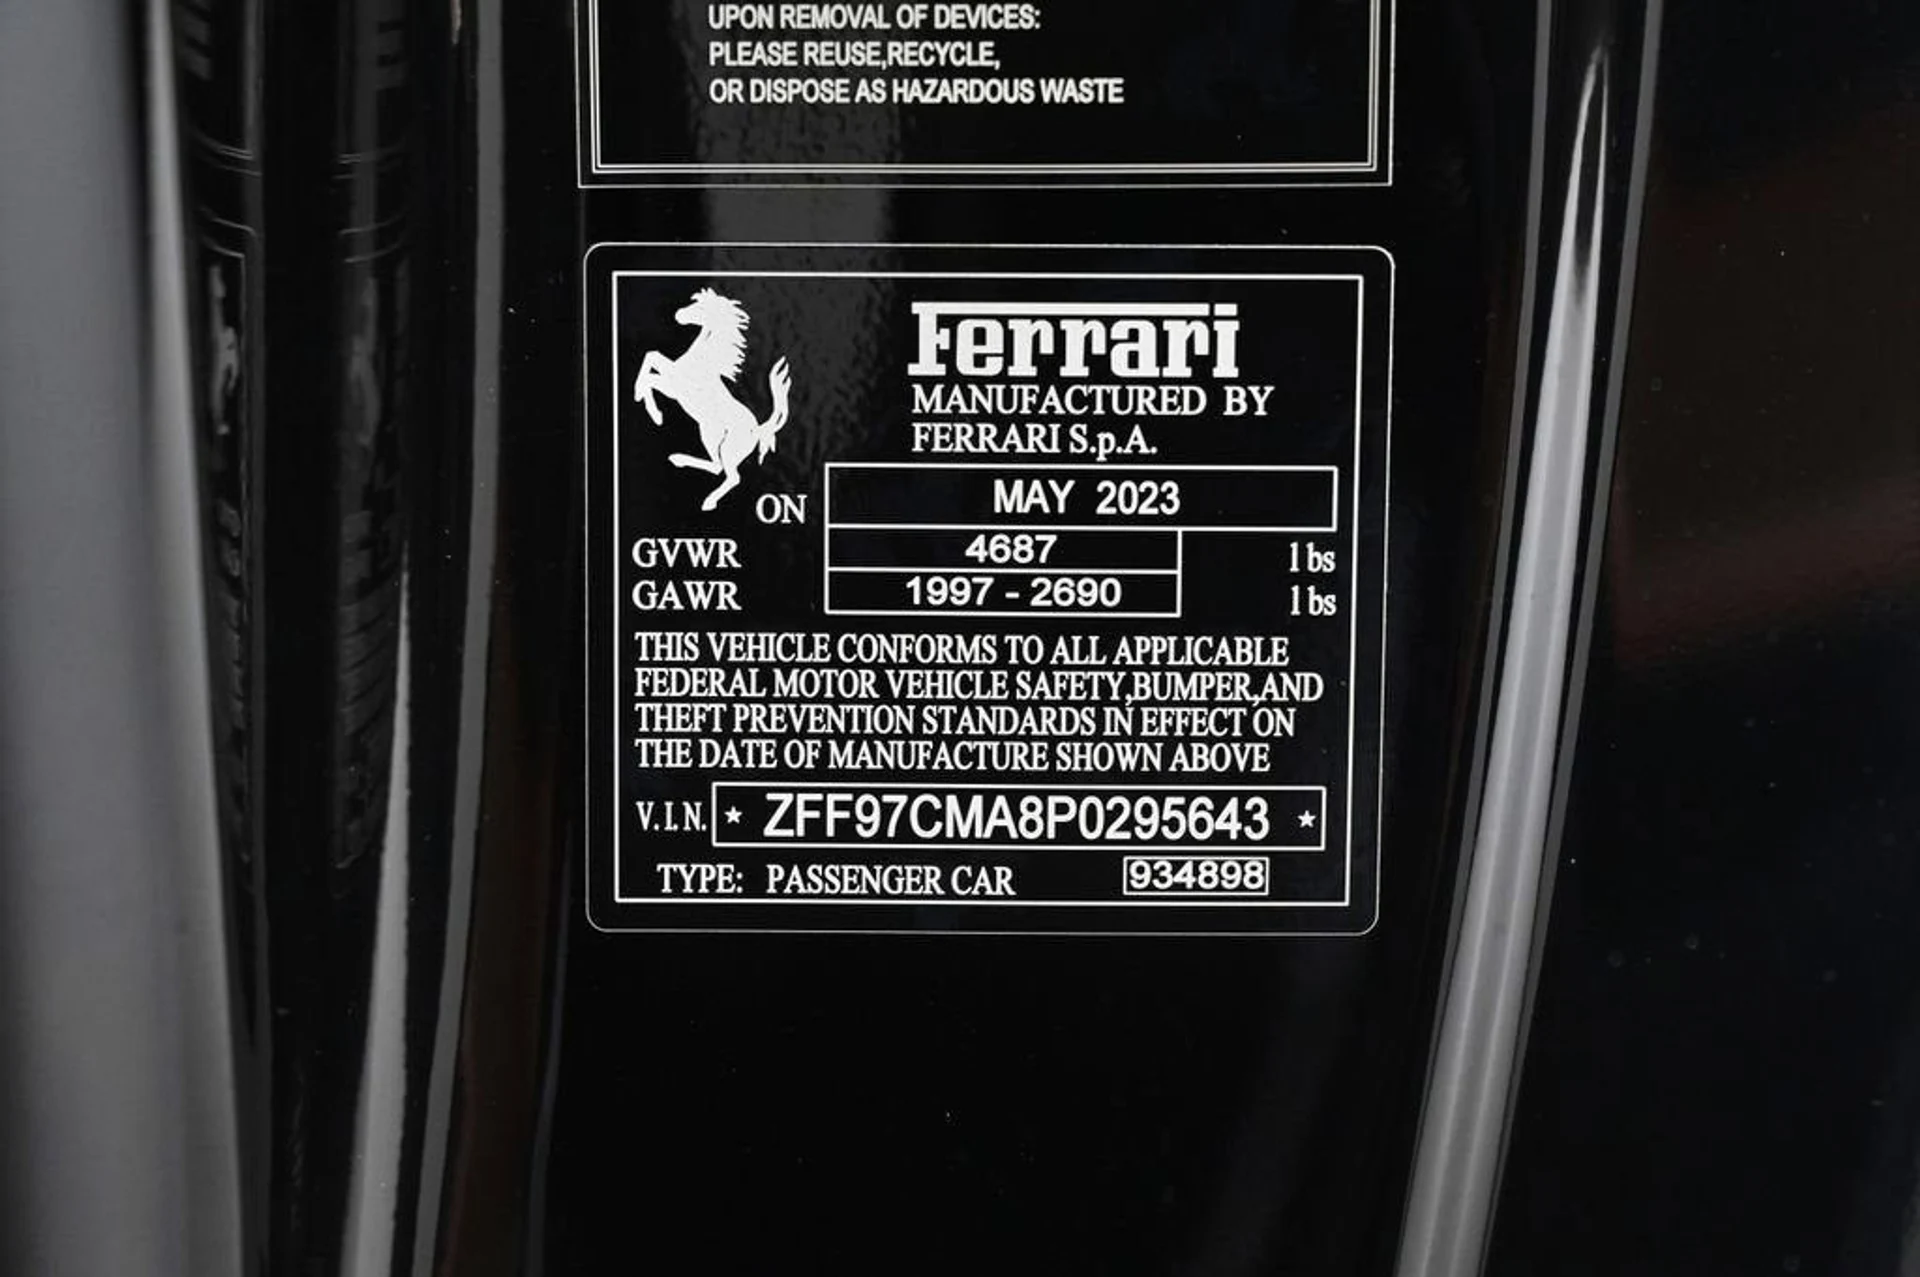 UPON REMOVAL OF DEVICES:
PLEASE REUSE,RECYCLE,
OR DISPOSE AS HAZARDOUS WASTE
Ferrari
MANUFACTURED BY
FERRARI S.p.A.
ON MAY 2023
GVWR 4687 lbs
GAWR 1997 - 2690 lbs
THIS VEHICLE CONFORMS TO ALL APPLICABLE
FEDERAL MOTOR VEHICLE SAFETY,BUMPER,AND
THEFT PREVENTION STANDARDS IN EFFECT ON
THE DATE OF MANUFACTURE SHOWN ABOVE
V.I.N. ★ ZFF97CMA8P0295643 ★
TYPE: PASSENGER CAR 934898